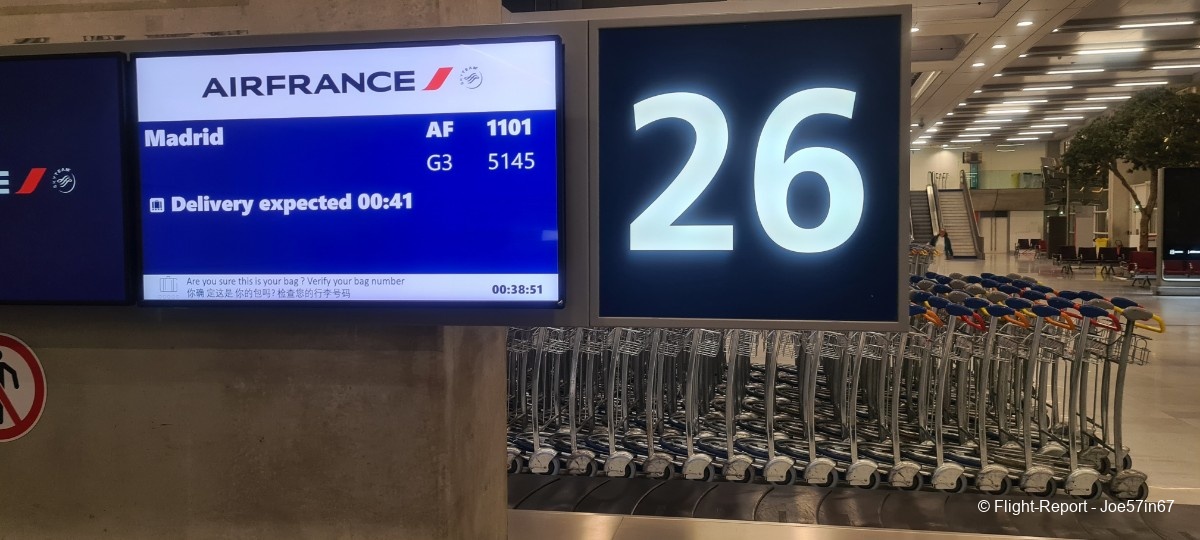 AIRFRANCE
SKYTEAM
Madrid AF 1101
G3 5145
Delivery expected 00:41
Are you sure this is your bag ? Verify your bag number
你确 定这是 你的包吗? 检查您的行李号码
00:38:51
26
E
SKYTEAM
© Flight-Report - Joe57in67